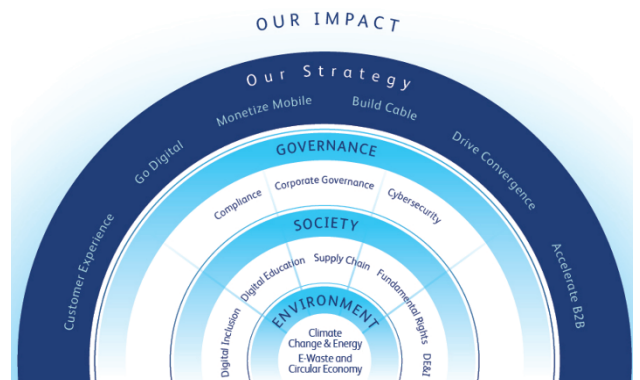 OUR IMPACT
Our Strategy
Customer Experience
Go Digital
Monetize Mobile
Build Cable
Drive Convergence
Accelerate B2B
GOVERNANCE
Compliance
Corporate Governance
Cybersecurity
SOCIETY
Digital Inclusion
Digital Education
Supply Chain
Fundamental Rights
DE&I
ENVIRONMENT
Climate
Change & Energy
E-Waste and
Circular Economy